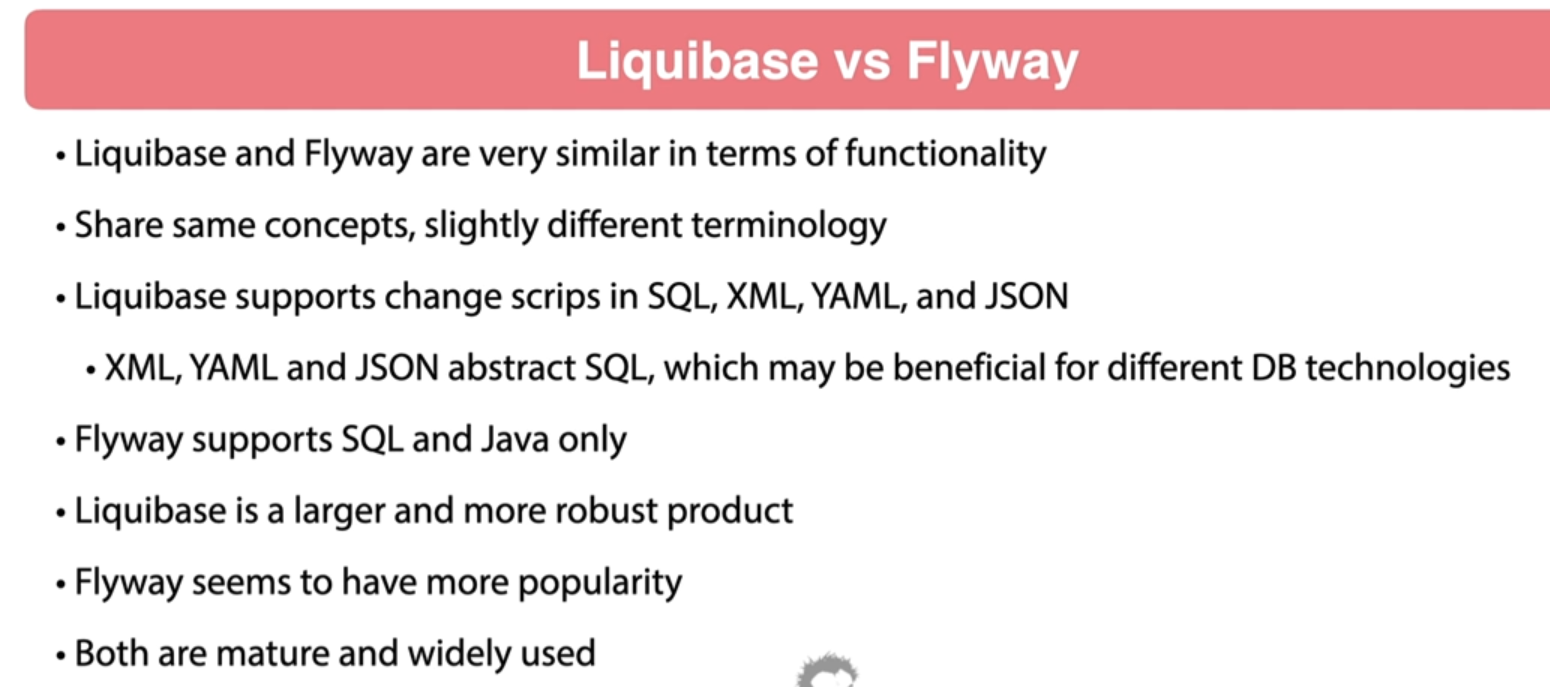 Liquibase vs Flyway
• Liquibase and Flyway are very similar in terms of functionality
• Share same concepts, slightly different terminology
• Liquibase supports change scrips in SQL, XML, YAML, and JSON
• XML, YAML and JSON abstract SQL, which may be beneficial for different DB technologies
• Flyway supports SQL and Java only
• Liquibase is a larger and more robust product
• Flyway seems to have more popularity
• Both are mature and widely used